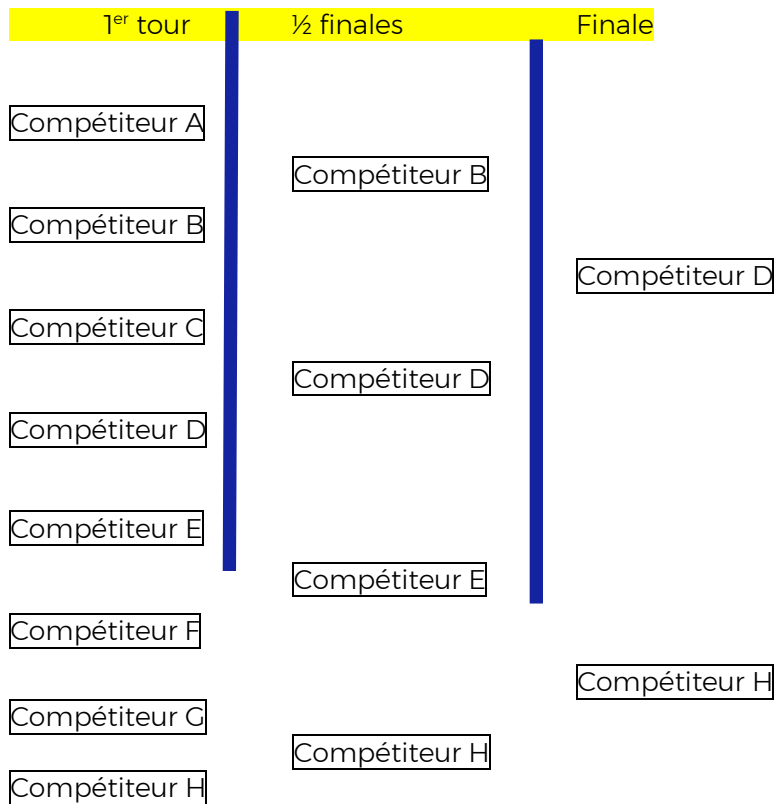 1er tour ½ finales Finale
Compétiteur A
Compétiteur B
Compétiteur B
Compétiteur D
Compétiteur C
Compétiteur D
Compétiteur D
Compétiteur E
Compétiteur E
Compétiteur F
Compétiteur H
Compétiteur G
Compétiteur H
Compétiteur H